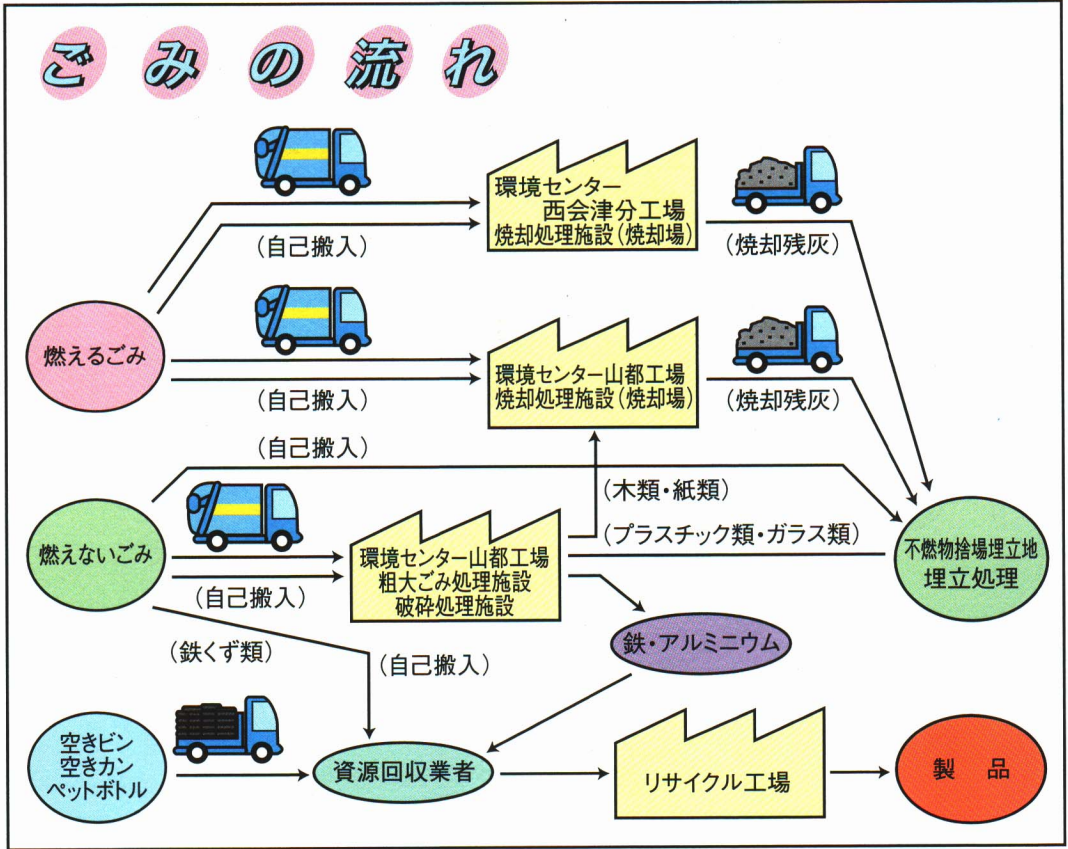 ごみの流れ
環境センター
西会津分工場
焼却処理施設(焼却場)
(自己搬入)
(焼却残灰)
燃えるごみ
環境センター山都工場
焼却処理施設(焼却場)
(自己搬入)
(焼却残灰)
(自己搬入)
(木類・紙類)
(プラスチック類・ガラス類)
燃えないごみ
環境センター山都工場
粗大ごみ処理施設
破砕処理施設
不燃物捨場埋立地
埋立処理
(自己搬入)
(鉄くず類)
(自己搬入)
鉄・アルミニウム
空きビン
空きカン
ペットボトル
資源回収業者
リサイクル工場
製品